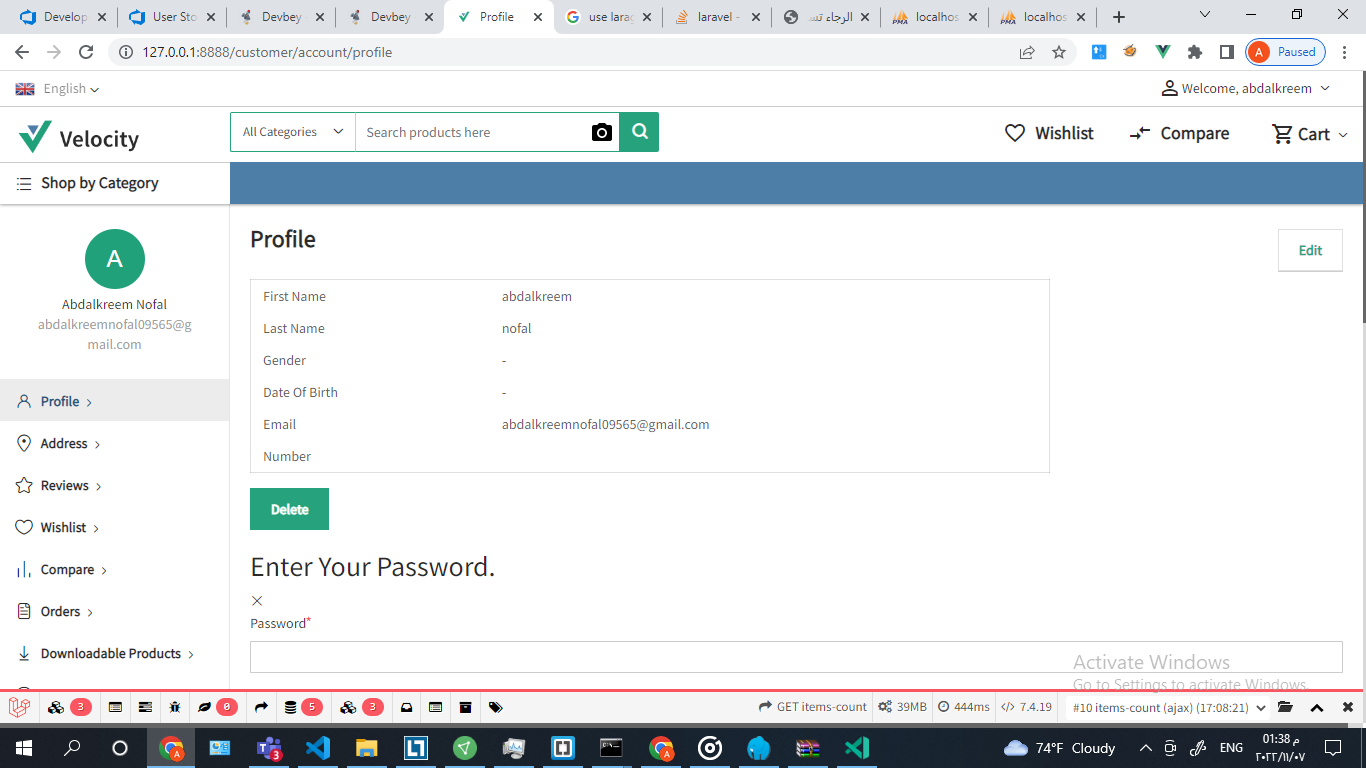 Develop
User Sto
Devbey
Devbey
Profile
use larag
laravel -
الرجاء تسـ
localhos
localhos
127.0.0.1:8888/customer/account/profile
A
Paused
English
Welcome, abdalkreem
Velocity
All Categories
Search products here
Wishlist
Compare
Cart
Shop by Category
A
Abdalkreem Nofal
abdalkreemnofal09565@g
mail.com
Profile
Address
Reviews
Wishlist
Compare
Orders
Downloadable Products
Profile
Edit
First Name abdalkreem
Last Name nofal
Gender -
Date Of Birth -
Email abdalkreemnofal09565@gmail.com
Number
Delete
Enter Your Password.
Password*
Activate Windows
Go to Settings to activate Windows.
3
0
5
3
GET items-count
39MB
444ms
7.4.19
#10 items-count (ajax) (17:08:21)
3
74°F Cloudy
ENG
01:38 م
٢٠٢٢/١١/٠٧